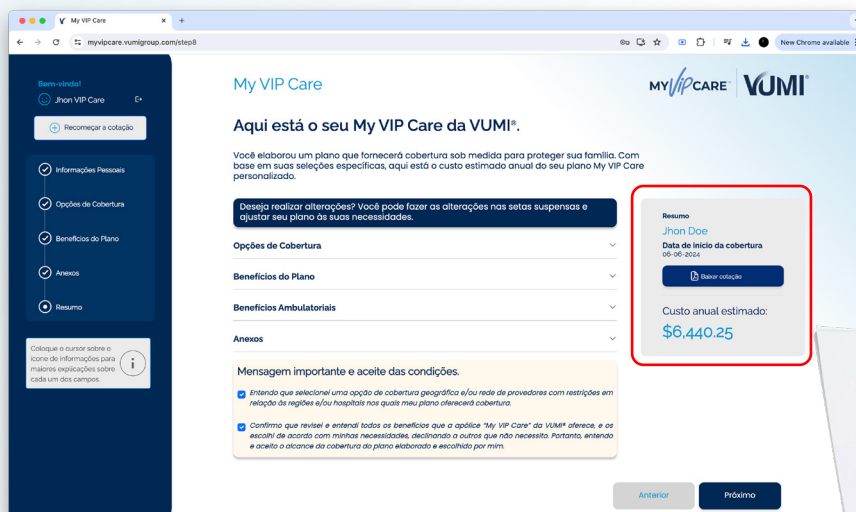 My VIP Care
myvipcare.vumigroup.com/step8
New Chrome available
Bem-vindo!
Jhon VIP Care
Recomeçar a cotação
Informações Pessoais
Opções de Cobertura
Benefícios do Plano
Anexos
Resumo
Coloque o cursor sobre o
ícone de informações para
maiores explicações sobre
cada um dos campos.
i
My VIP Care
MY VIP CARE™ VUMI®
Aqui está o seu My VIP Care da VUMI®.
Você elaborou um plano que fornecerá cobertura sob medida para proteger sua família. Com
base em suas seleções específicas, aqui está o custo estimado anual do seu plano My VIP Care
personalizado.
Deseja realizar alterações? Você pode fazer as alterações nas setas suspensas e
ajustar seu plano às suas necessidades.
Opções de Cobertura
Benefícios do Plano
Benefícios Ambulatoriais
Anexos
Mensagem importante e aceite das condições.
Entendo que selecionei uma opção de cobertura geográfica e/ou rede de provedores com restrições em
relação às regiões e/ou hospitais nos quais meu plano oferecerá cobertura.
Confirmo que revisei e entendi todos os benefícios que a apólice "My VIP Care" da VUMI® oferece, e os
escolhi de acordo com minhas necessidades, declinando a outros que não necessito. Portanto, entendo
e aceito o alcance da cobertura do plano elaborado e escolhido por mim.
Resumo
Jhon Doe
Data de início da cobertura
06-06-2024
Baixar cotação
Custo anual estimado:
$6,440.25
Anterior
Próximo